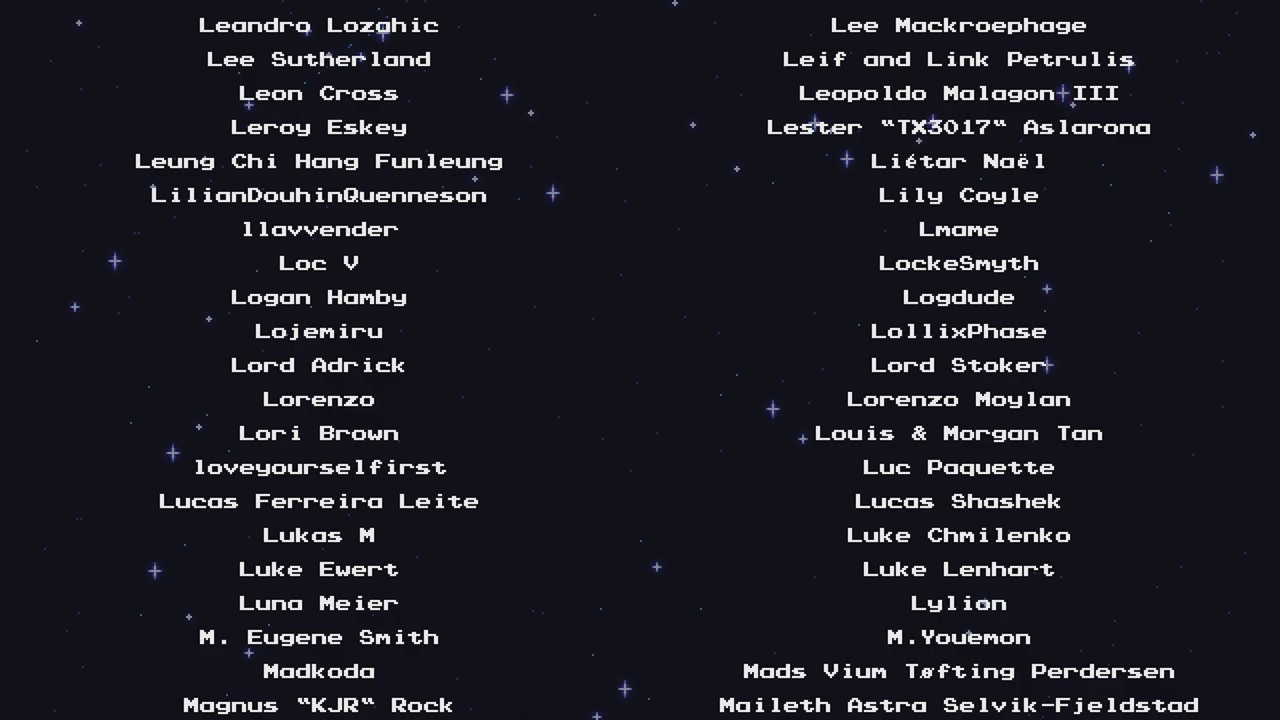 Leandro Lozahic
Lee Mackroephage
Lee Sutherland
Leif and Link Petrulis
Leon Cross
Leopoldo Malagon III
Leroy Eskey
Lester "TX3017" Aslarona
Leung Chi Hang Funleung
Liétar Naël
LilianDouhinQuenneson
Lily Coyle
llavvender
Lmame
Loc V
LockeSmyth
Logan Hamby
Logdude
Lojemiru
LollixPhase
Lord Adrick
Lord Stoker
Lorenzo
Lorenzo Moylan
Lori Brown
Louis & Morgan Tan
loveyourselfirst
Luc Paquette
Lucas Ferreira Leite
Lucas Shashek
Lukas M
Luke Chmilenko
Luke Ewert
Luke Lenhart
Luna Meier
Lylion
M. Eugene Smith
M.Youemon
Madkoda
Mads Vium Tøfting Perdersen
Magnus "KJR" Rock
Maileth Astra Selvik-Fjeldstad